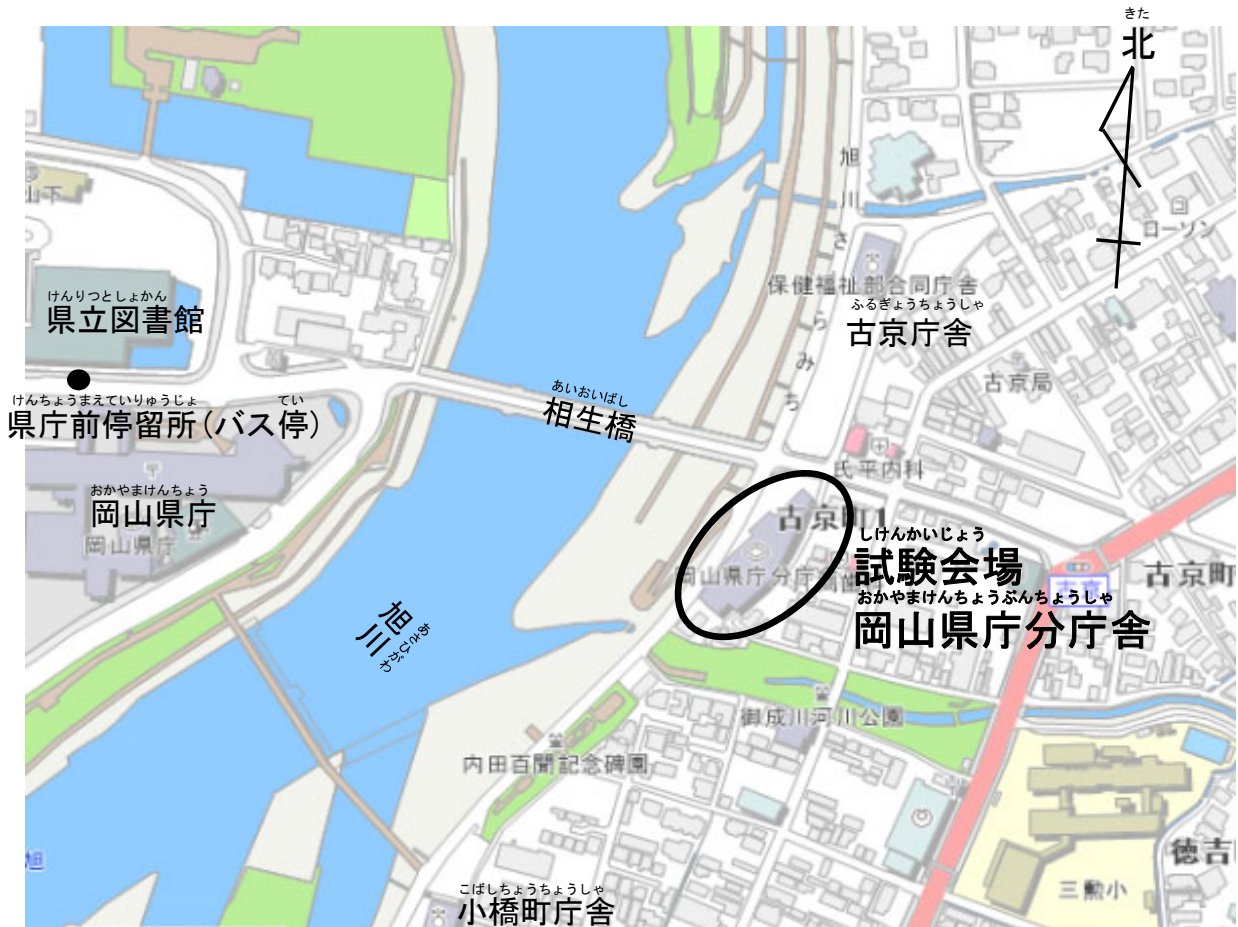 きた
北
旭川さくらみち
山下
ローソン
保健福祉部合同庁舎
ふるぎょうちょうしゃ
古京庁舎
けんりつとしょかん
県立図書館
古京局
けんちょうまえていりゅうじょ
てい
県庁前停留所(バス停)
あいおいばし
相生橋
氏平内科
おかやまけんちょう
岡山県庁
岡山県庁
古京町1
しけんかいじょう
試験会場
岡山県庁分庁
歯科
古京
古京町
おかやまけんちょうぶんちょうしゃ
岡山県庁分庁舎
旭川
あさひがわ
御成川河川公園
内田百閒記念碑園
旭
徳吉
三勲小
こばしちょうちょうしゃ
小橋町庁舎